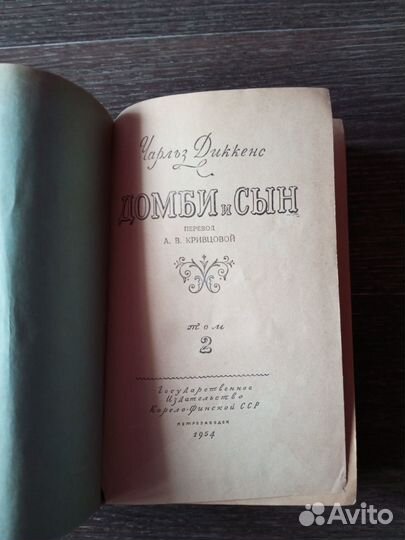 Чарльз Диккенс
ДОМБИ и СЫН
ПЕРЕВОД
А. В. КРИВЦОВОЙ
том
2
Государственное
Издательство
Карело-Финской ССР
ПЕТРОЗАВОДСК
1954
Avito